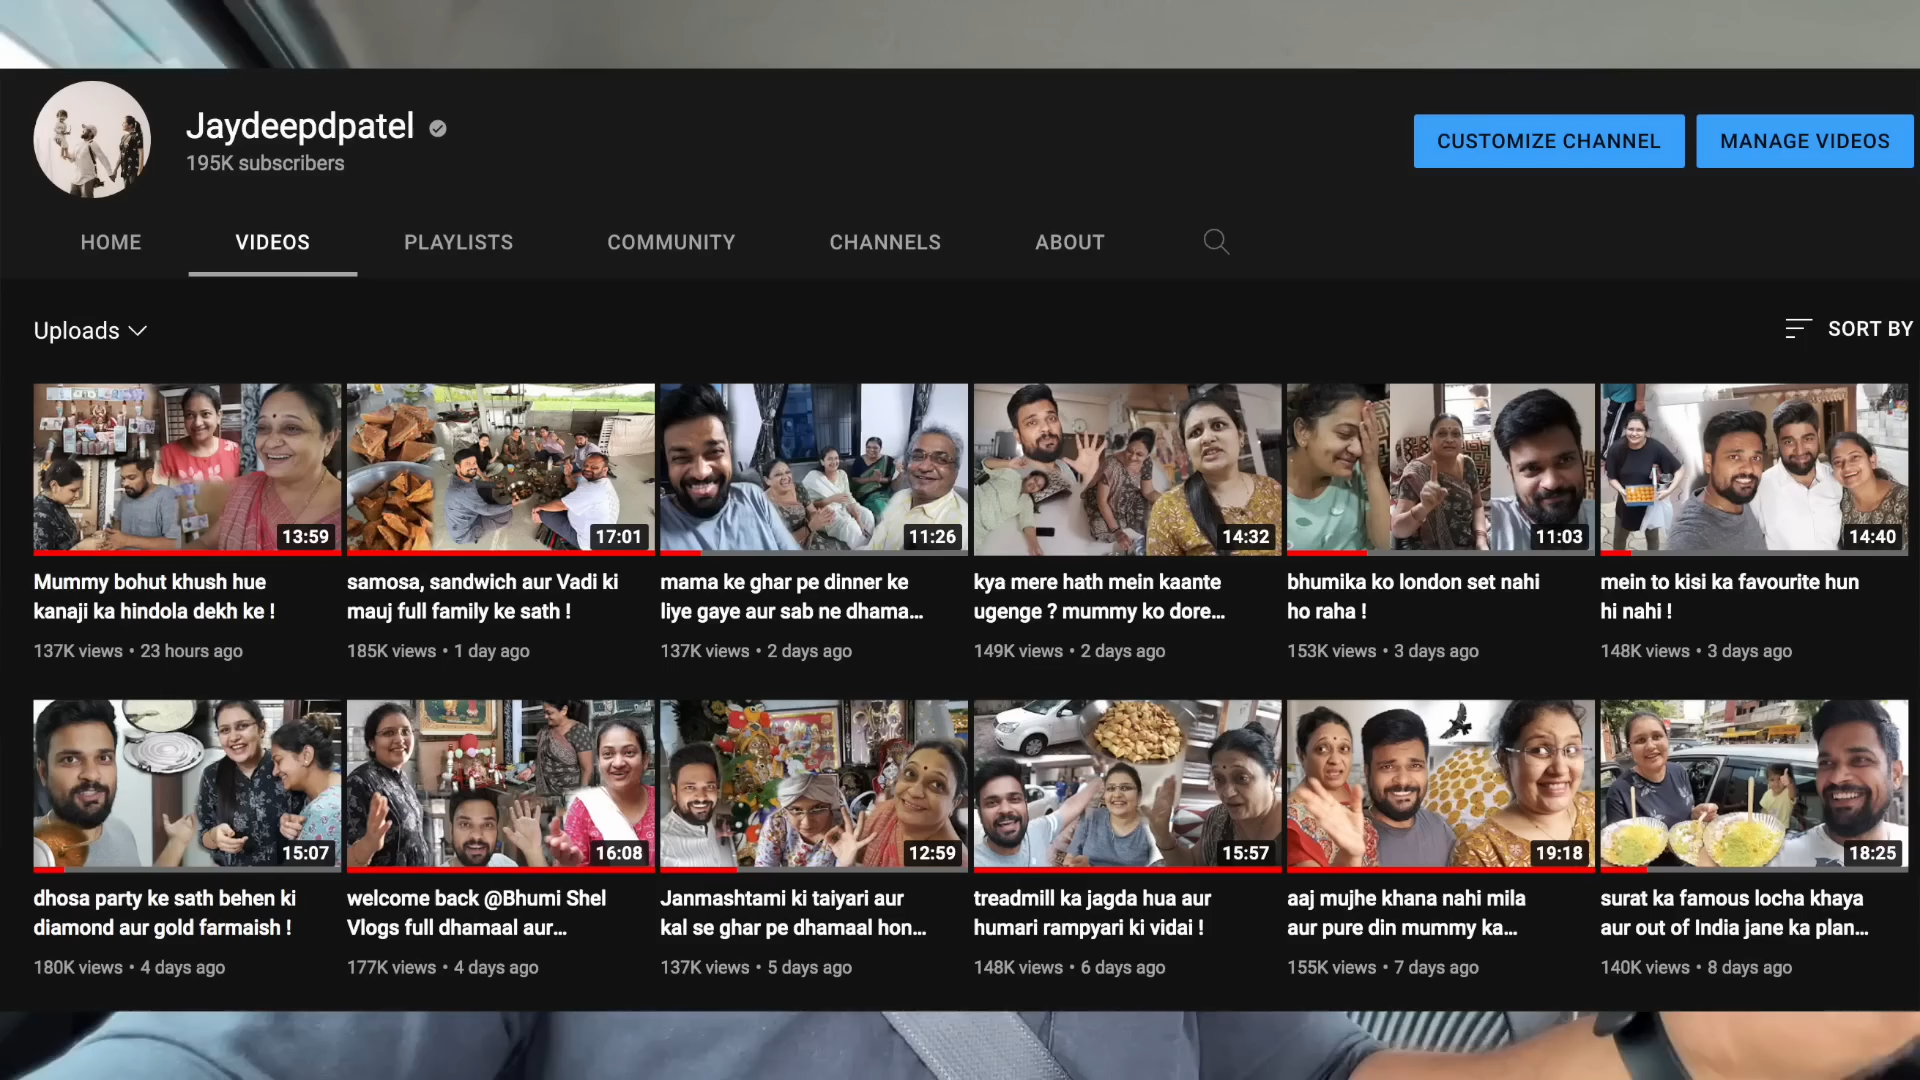 Jaydeepdpatel
195K subscribers
CUSTOMIZE CHANNEL
MANAGE VIDEOS
HOME
VIDEOS
PLAYLISTS
COMMUNITY
CHANNELS
ABOUT
Uploads
SORT BY
13:59
17:01
11:26
14:32
11:03
14:40
Mummy bohut khush hue
kanaji ka hindola dekh ke !
137K views • 23 hours ago
samosa, sandwich aur Vadi ki
mauj full family ke sath !
185K views • 1 day ago
mama ke ghar pe dinner ke
liye gaye aur sab ne dhama...
137K views • 2 days ago
kya mere hath mein kaante
ugenge ? mummy ko dore...
149K views • 2 days ago
bhumika ko london set nahi
ho raha !
153K views • 3 days ago
mein to kisi ka favourite hun
hi nahi !
148K views • 3 days ago
15:07
16:08
12:59
15:57
19:18
18:25
dhosa party ke sath behen ki
diamond aur gold farmaish !
180K views • 4 days ago
welcome back @Bhumi Shel
Vlogs full dhamaal aur...
177K views • 4 days ago
Janmashtami ki taiyari aur
kal se ghar pe dhamaal hon...
137K views • 5 days ago
treadmill ka jagda hua aur
humari rampyari ki vidai !
148K views • 6 days ago
aaj mujhe khana nahi mila
aur pure din mummy ka...
155K views • 7 days ago
surat ka famous locha khaya
aur out of India jane ka plan...
140K views • 8 days ago